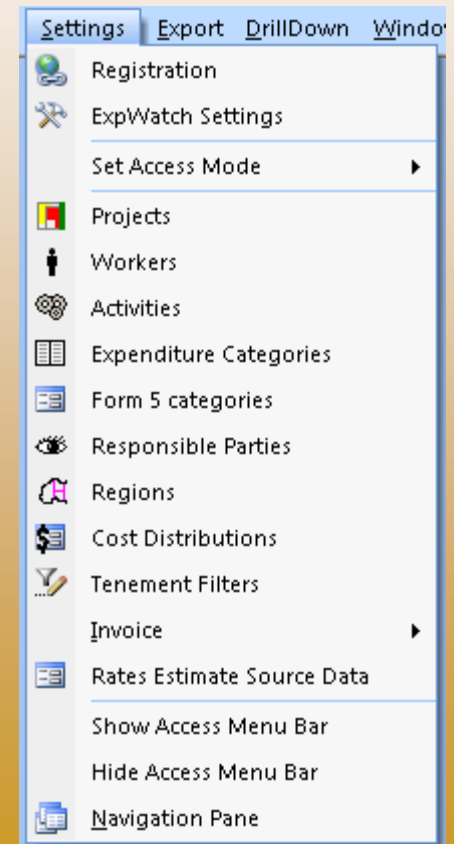 Settings Export DrillDown Windo
Registration
ExpWatch Settings
Set Access Mode
Projects
Workers
Activities
Expenditure Categories
Form 5 categories
Responsible Parties
Regions
Cost Distributions
Tenement Filters
Invoice
Rates Estimate Source Data
Show Access Menu Bar
Hide Access Menu Bar
Navigation Pane